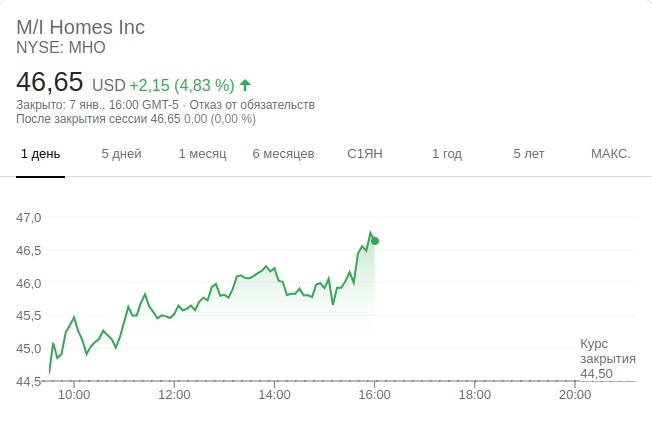 M/I Homes Inc
NYSE: MHO
46,65 USD +2,15 (4,83 %)
Закрыто: 7 янв., 16:00 GMT-5 · Отказ от обязательств
После закрытия сессии 46,65 0,00 (0,00 %)
1 день 5 дней 1 месяц 6 месяцев С1ЯН 1 год 5 лет МАКС.
47,0
46,5
46,0
45,5
45,0
44,5
Курс
закрытия
44,50
10:00 12:00 14:00 16:00 18:00 20:00